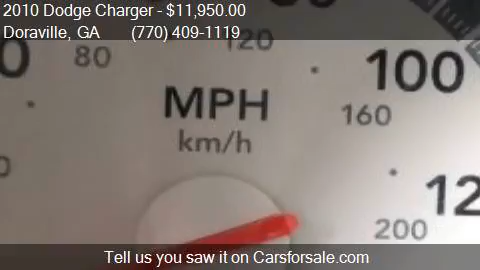 2010 Dodge Charger - $11,950.00
Doraville, GA (770) 409-1119
80
120
100
MPH
160
km/h
200
Tell us you saw it on Carsforsale.com